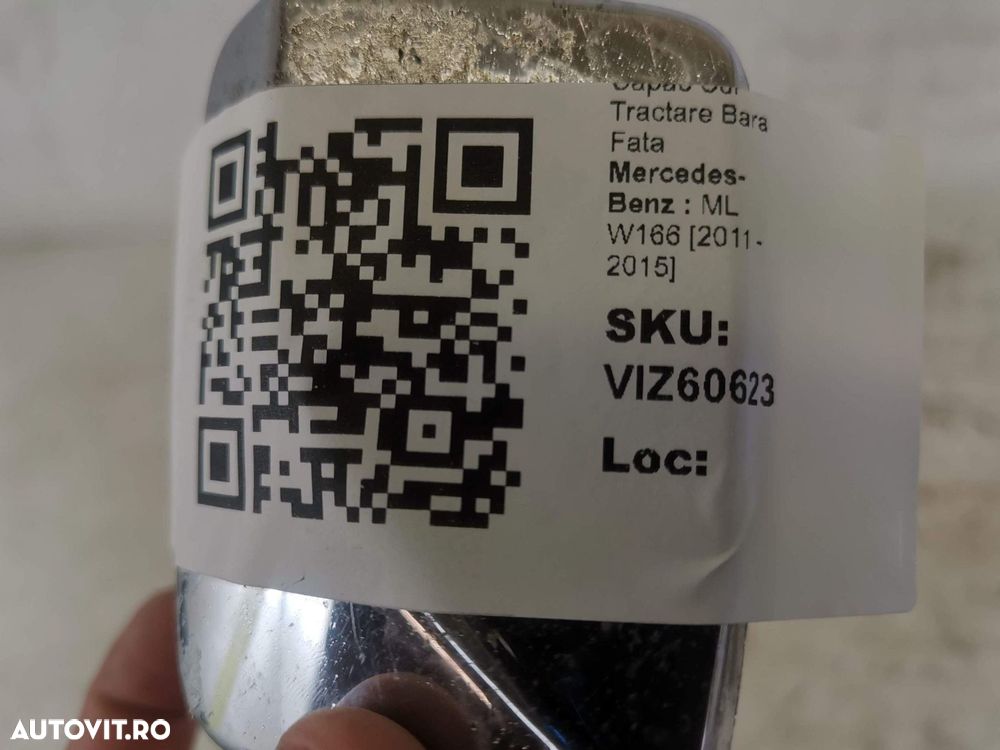 Tractare Bara
Fata
Mercedes-
Benz : ML
W166 [2011-
2015]
SKU:
VIZ60623
Loc:
AUTOVIT.RO